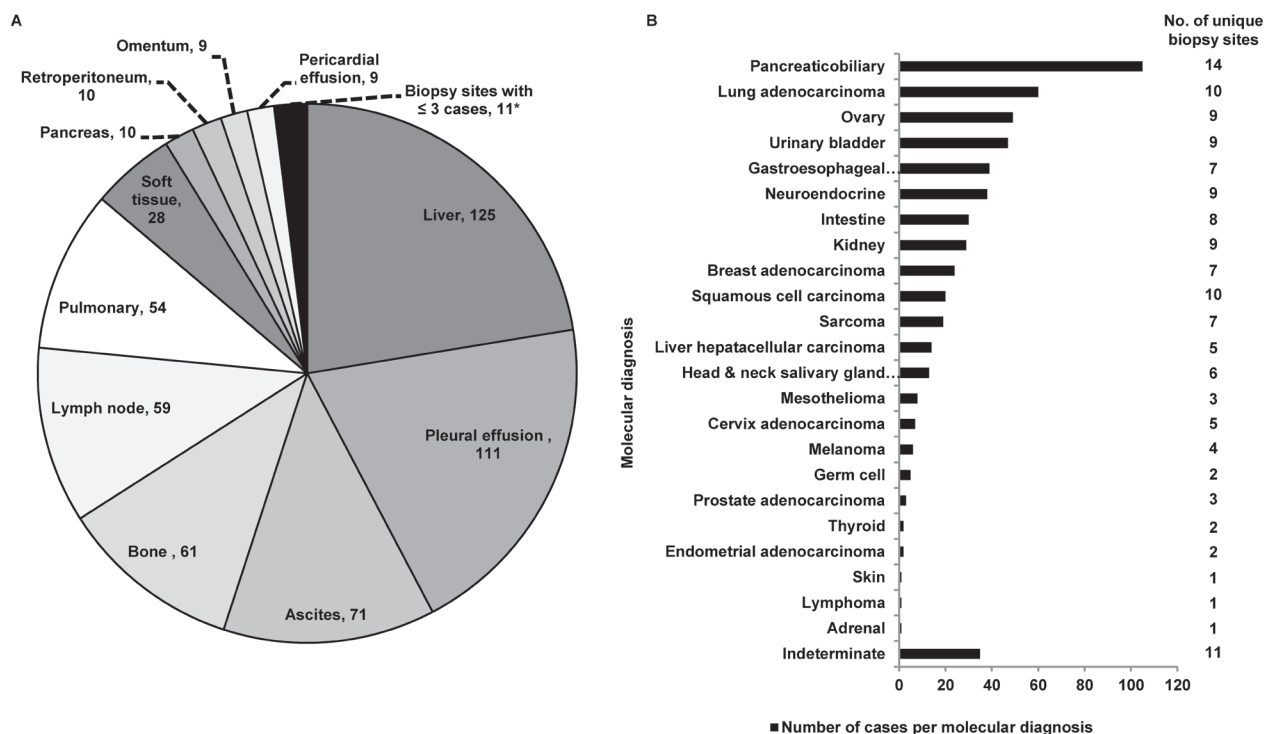 A
Omentum, 9
Pericardial
effusion, 9
Retroperitoneum,
10
Biopsy sites with
≤ 3 cases, 11*
Pancreas, 10
Soft
tissue,
28
Liver, 125
Pulmonary, 54
Lymph node, 59
Pleural effusion ,
111
Bone , 61
Ascites, 71
B
No. of unique
biopsy sites
Molecular diagnosis
Pancreaticobiliary 14
Lung adenocarcinoma 10
Ovary 9
Urinary bladder 9
Gastroesophageal... 7
Neuroendocrine 9
Intestine 8
Kidney 9
Breast adenocarcinoma 7
Squamous cell carcinoma 10
Sarcoma 7
Liver hepatacellular carcinoma 5
Head & neck salivary gland... 6
Mesothelioma 3
Cervix adenocarcinoma 5
Melanoma 4
Germ cell 2
Prostate adenocarcinoma 3
Thyroid 2
Endometrial adenocarcinoma 2
Skin 1
Lymphoma 1
Adrenal 1
Indeterminate 11
0 20 40 60 80 100 120
Number of cases per molecular diagnosis